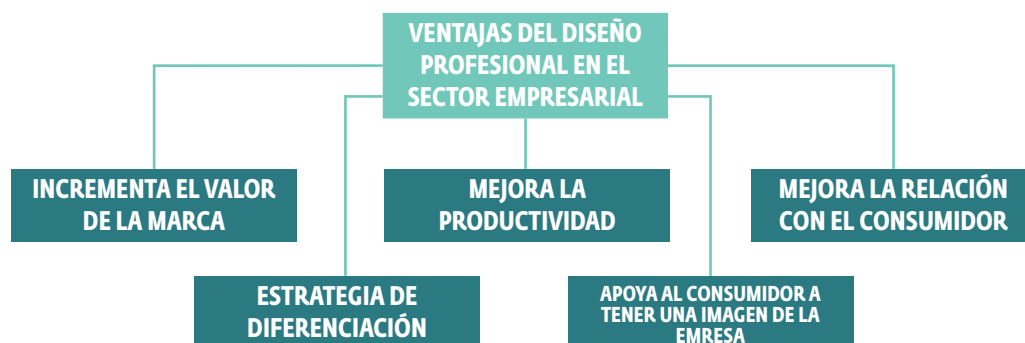 VENTAJAS DEL DISEÑO
PROFESIONAL EN EL
SECTOR EMPRESARIAL
INCREMENTA EL VALOR
DE LA MARCA
MEJORA LA
PRODUCTIVIDAD
MEJORA LA RELACIÓN
CON EL CONSUMIDOR
ESTRATEGIA DE
DIFERENCIACIÓN
APOYA AL CONSUMIDOR A
TENER UNA IMAGEN DE LA
EMRESA